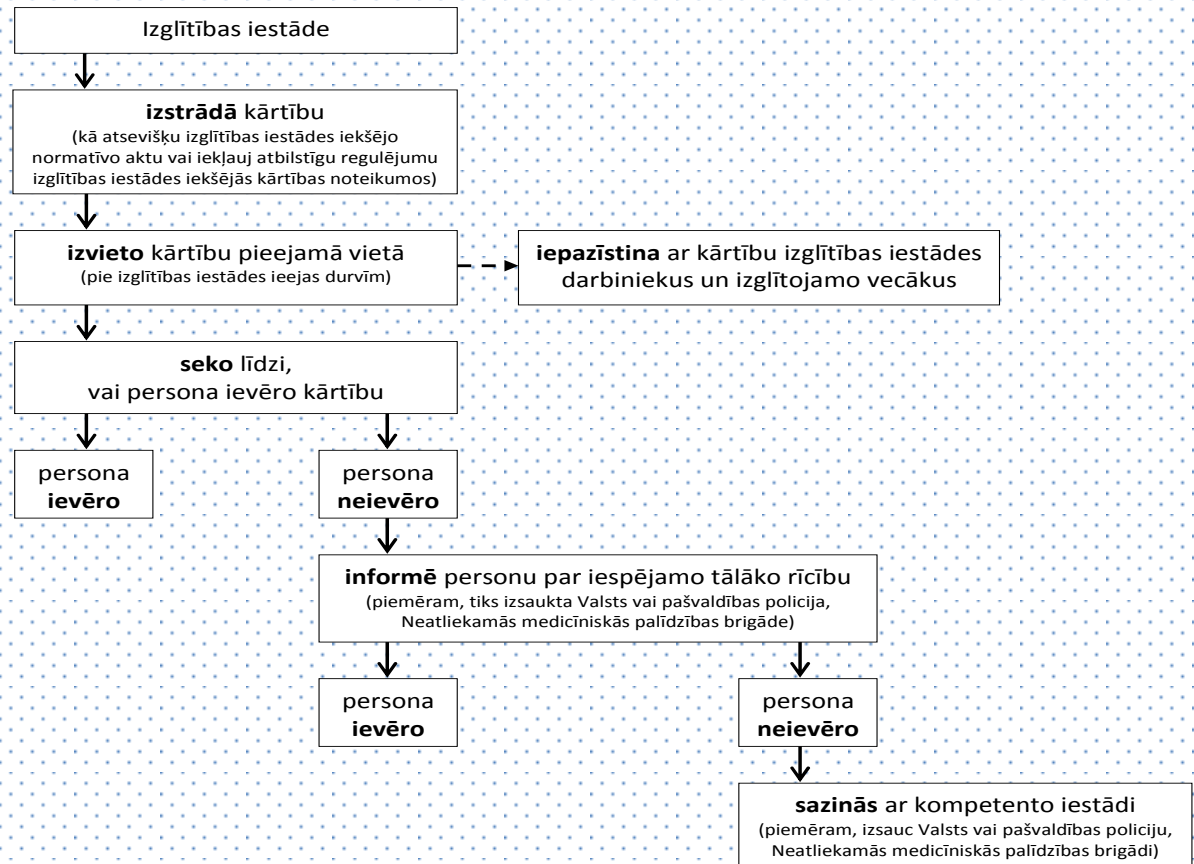 Izglītības iestāde
izstrādā kārtību
(kā atsevišķu izglītības iestādes iekšējo
normatīvo aktu vai iekļauj atbilstīgu regulējumu
izglītības iestādes iekšējās kārtības noteikumos)
izvieto kārtību pieejamā vietā
(pie izglītības iestādes ieejas durvīm)
iepazīstina ar kārtību izglītības iestādes
darbiniekus un izglītojamo vecākus
seko līdzi,
vai persona ievēro kārtību
persona
ievēro
persona
neievēro
informē personu par iespējamo tālāko rīcību
(piemēram, tiks izsaukta Valsts vai pašvaldības policija,
Neatliekamās medicīniskās palīdzības brigāde)
persona
ievēro
persona
neievēro
sazinās ar kompetento iestādi
(piemēram, izsauc Valsts vai pašvaldības policiju,
Neatliekamās medicīniskās palīdzības brigādi)